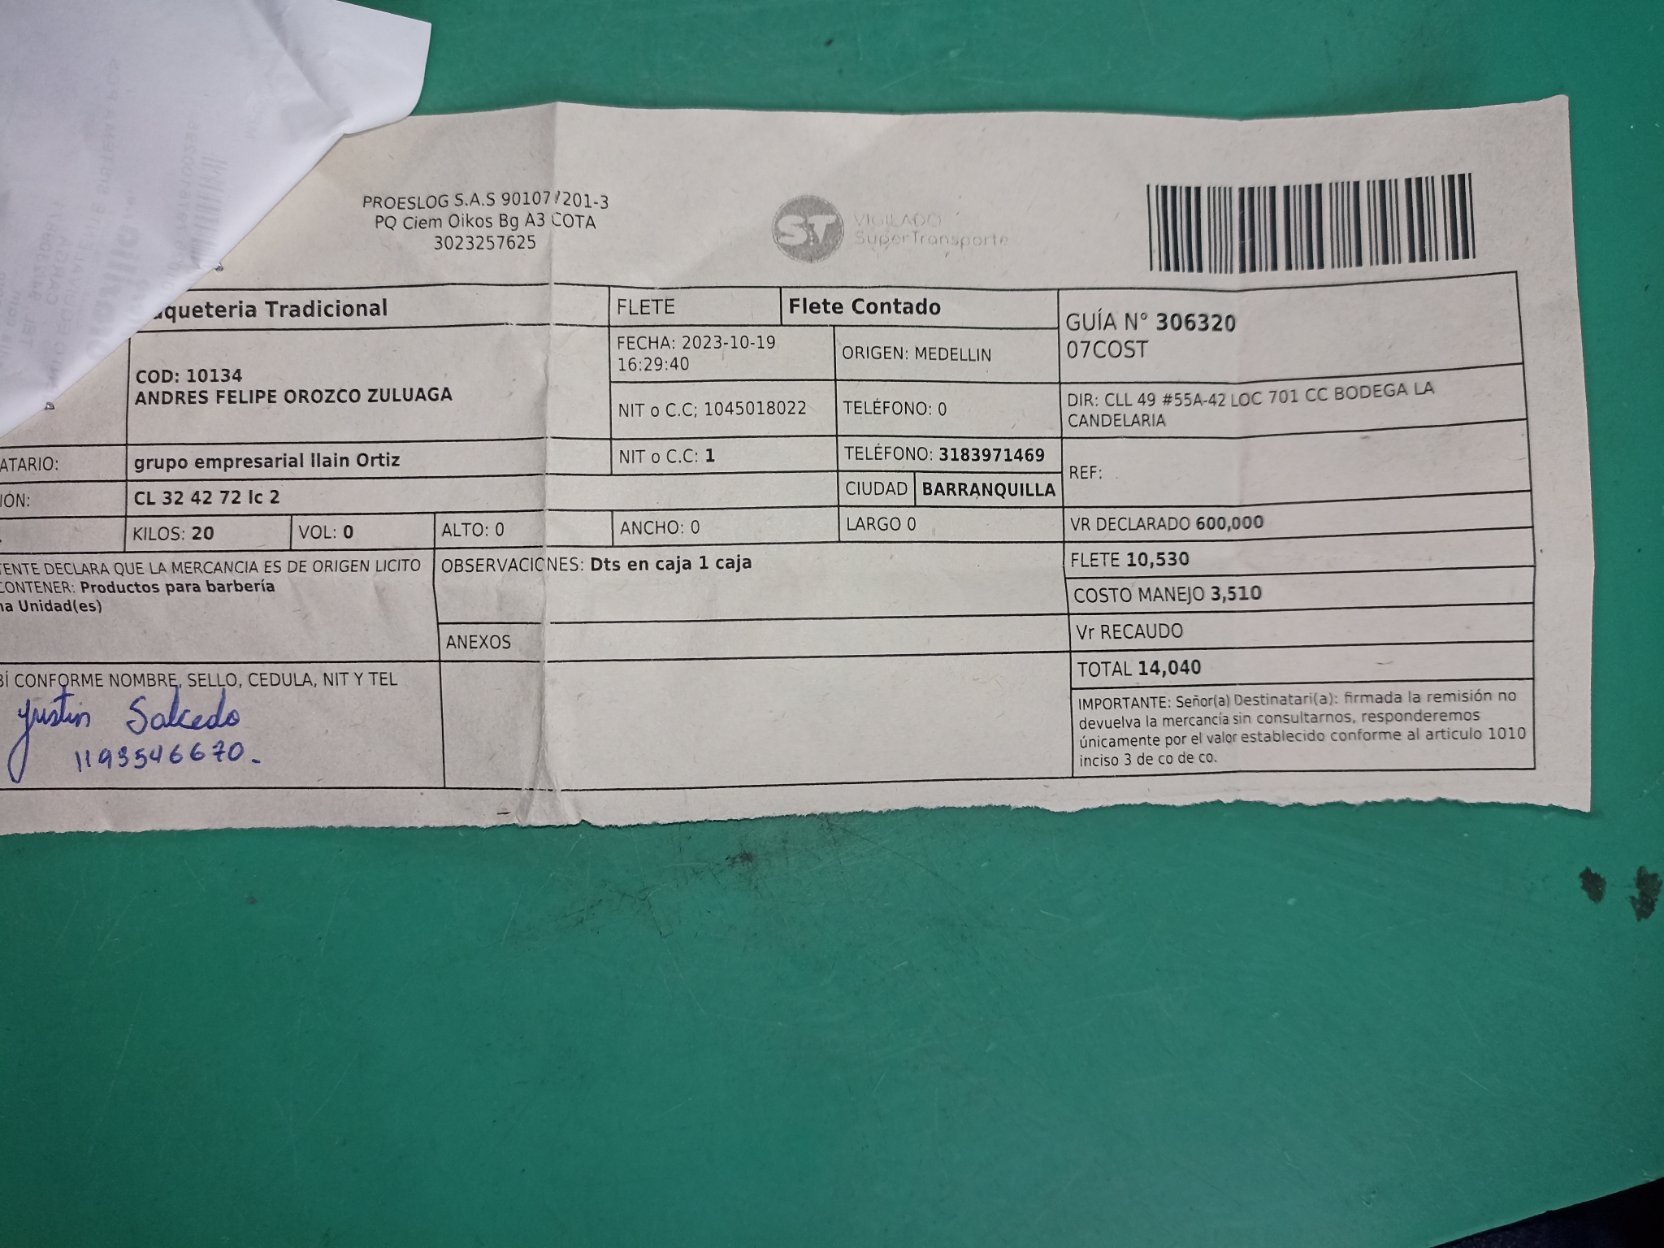 PROESLOG S.A.S 90107/201-3
PQ Ciem Oikos Bg A3 COTA
3023257625
ST VIGILADO
SuperTransporte
queteria Tradicional
FLETE
Flete Contado
GUÍA N° 306320
07COST
COD: 10134
ANDRES FELIPE OROZCO ZULUAGA
FECHA: 2023-10-19
16:29:40
ORIGEN: MEDELLIN
NIT o C.C; 1045018022
TELÉFONO: 0
DIR: CLL 49 #55A-42 LOC 701 CC BODEGA LA
CANDELARIA
ATARIO:
grupo empresarial llain Ortiz
NIT o C.C: 1
TELÉFONO: 3183971469
REF:
IÓN:
CL 32 42 72 lc 2
CIUDAD
BARRANQUILLA
KILOS: 20
VOL: 0
ALTO: 0
ANCHO: 0
LARGO 0
VR DECLARADO 600,000
TENTE DECLARA QUE LA MERCANCIA ES DE ORIGEN LICITO
CONTENER: Productos para barbería
na Unidad(es)
OBSERVACIONES: Dts en caja 1 caja
FLETE 10,530
COSTO MANEJO 3,510
ANEXOS
Vr RECAUDO
TOTAL 14,040
BÍ CONFORME NOMBRE, SELLO, CEDULA, NIT Y TEL
Yustin Salcedo
1193546670.
IMPORTANTE: Señor(a) Destinatari(a): firmada la remisión no
devuelva la mercancía sin consultarnos, responderemos
únicamente por el valor establecido conforme al articulo 1010
inciso 3 de co de co.